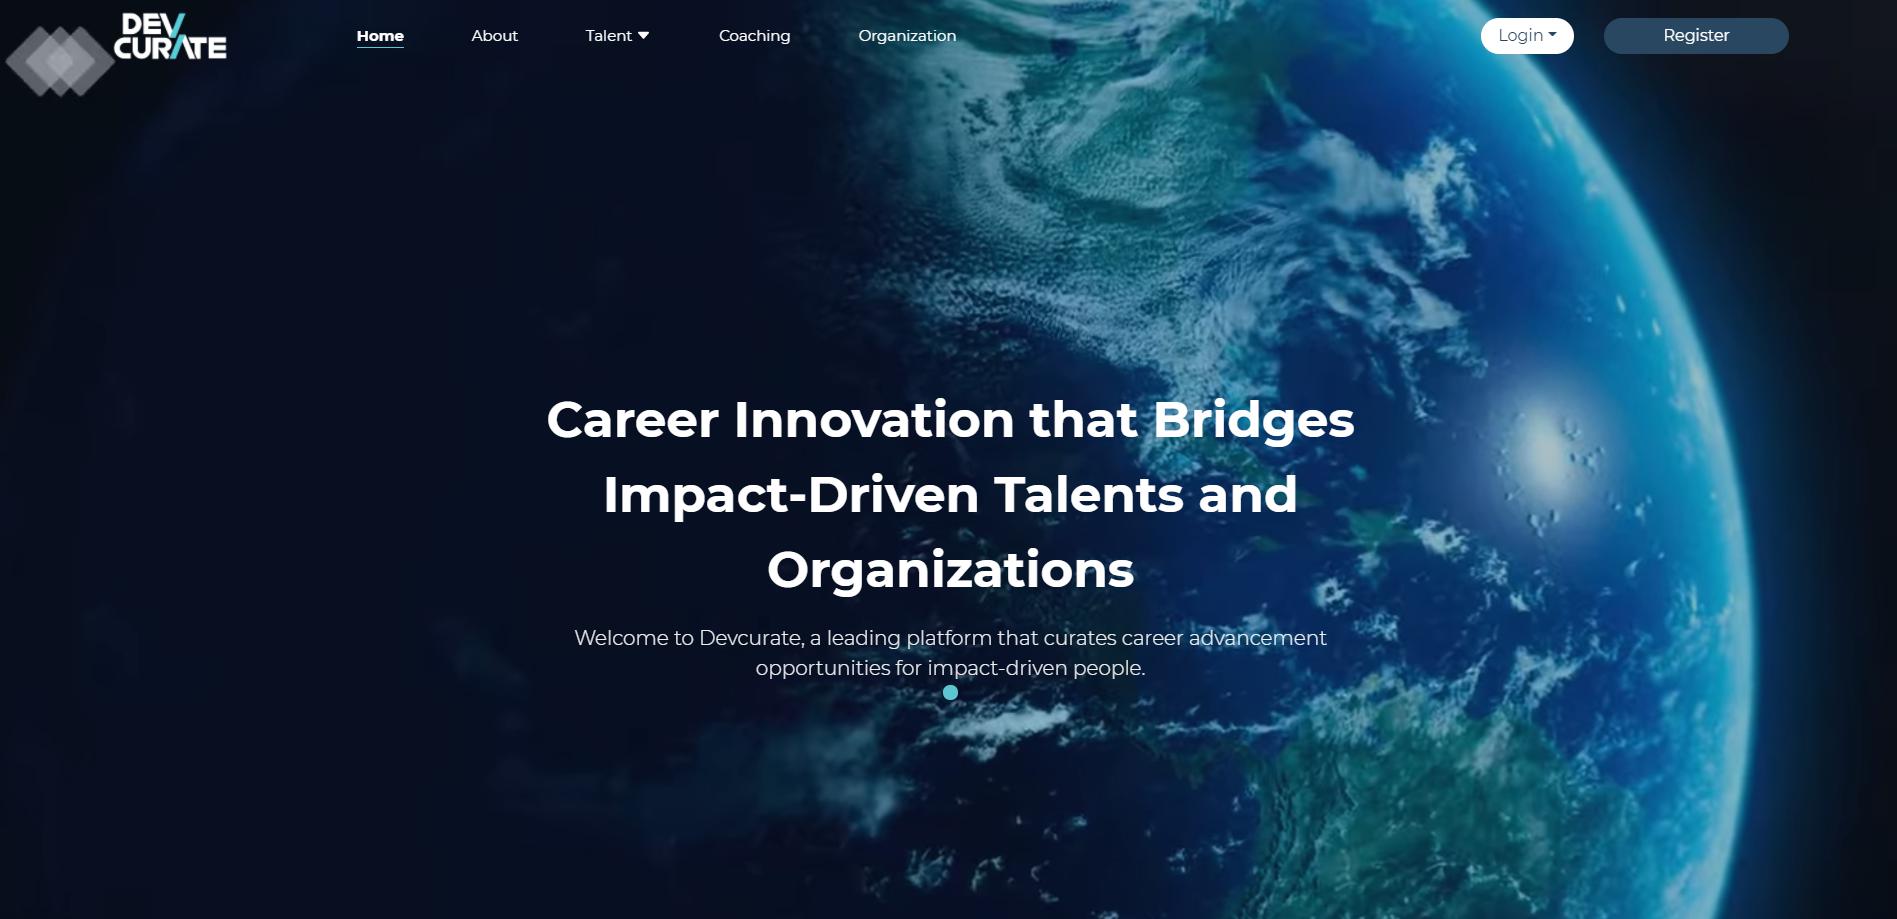 DEV
CURATE
Home
About
Talent
Coaching
Organization
Login
Register
Career Innovation that Bridges
Impact-Driven Talents and
Organizations
Welcome to Devcurate, a leading platform that curates career advancement
opportunities for impact-driven people.